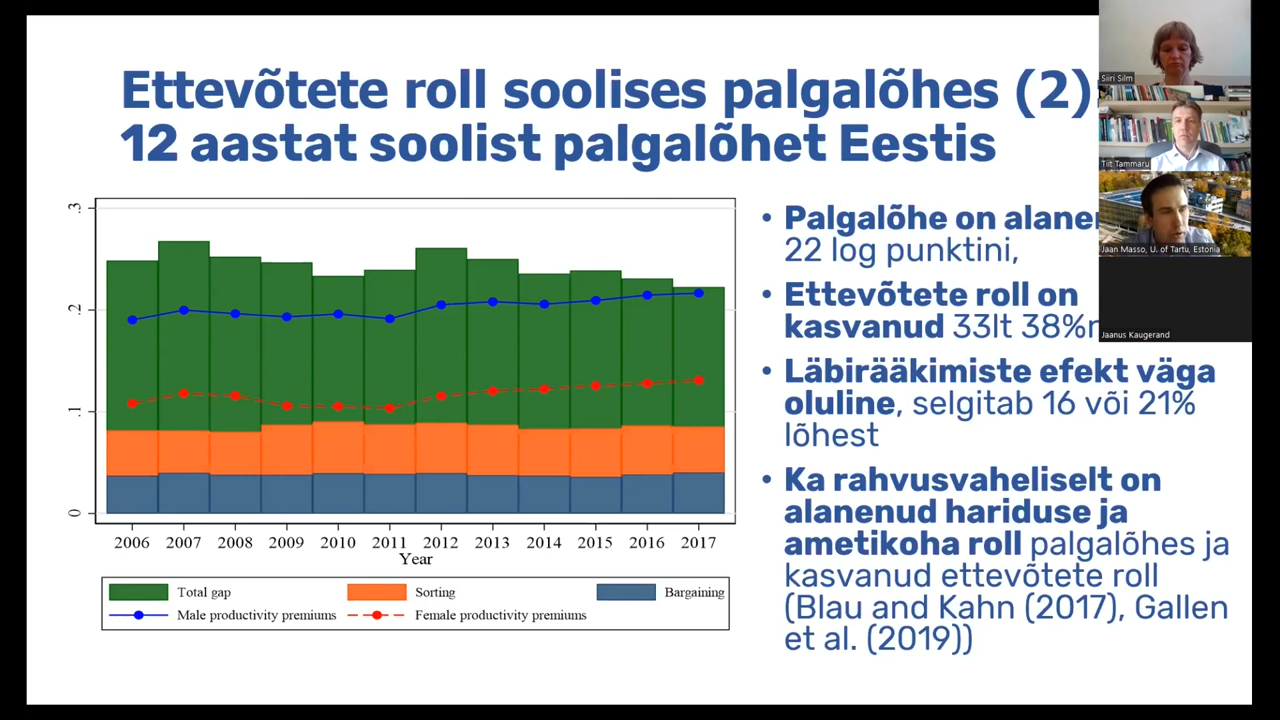 Ettevõtete roll soolises palgalõhes (2):
12 aastat soolist palgalõhet Eestis
Siiri Silm
Tiit Tammaru
Jaan Masso, U. of Tartu, Estonia
Jaanus Kaugerand
.3
.2
.1
0
2006 2007 2008 2009 2010 2011 2012 2013 2014 2015 2016 2017
Year
Total gap Sorting Bargaining
Male productivity premiums Female productivity premiums
• Palgalõhe on
22 log punktini,
• Ettevõtete roll on
kasvanud 33lt
• Läbirääkimiste efekt väga
oluline, selgitab 16 või 21%
lõhest
• Ka rahvusvaheliselt on
alanenud hariduse ja
ametikoha roll palgalõhes ja
kasvanud ettevõtete roll
(Blau and Kahn (2017), Gallen
et al. (2019))